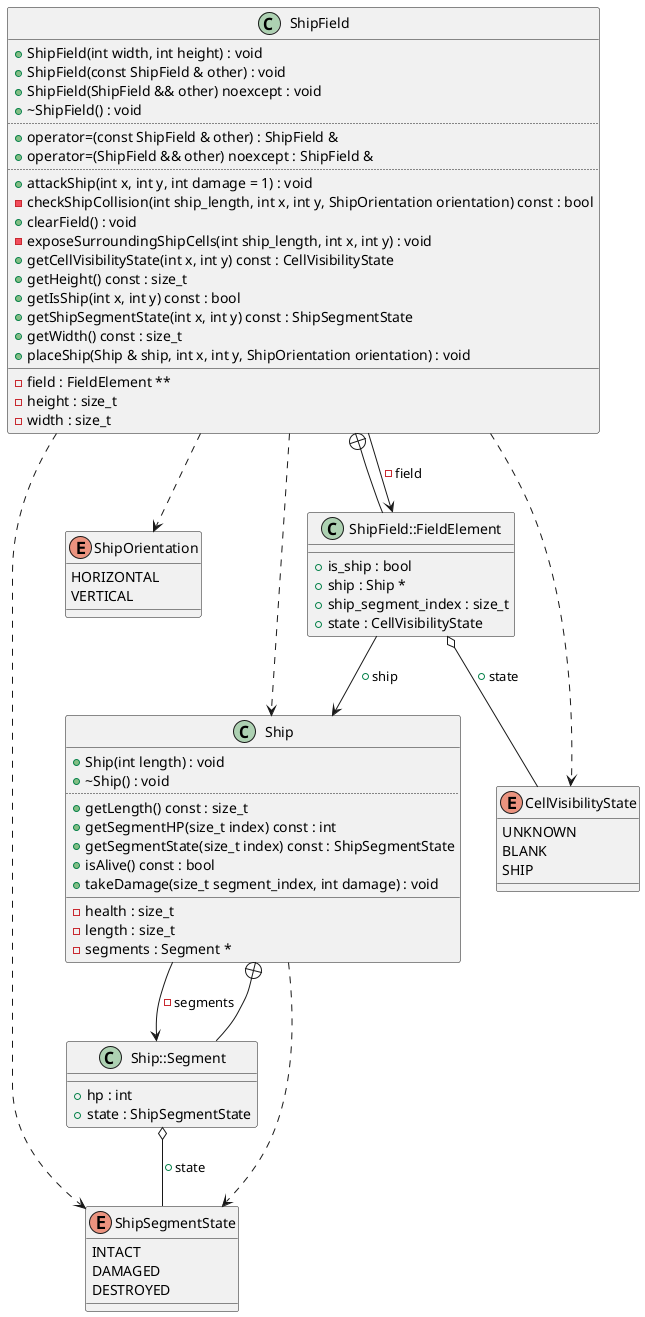 C ShipField
ShipField(int width, int height) : void
ShipField(const ShipField & other) : void
ShipField(ShipField && other) noexcept : void
~ShipField() : void
operator=(const ShipField & other) : ShipField &
operator=(ShipField && other) noexcept : ShipField &
attackShip(int x, int y, int damage = 1) : void
checkShipCollision(int ship_length, int x, int y, ShipOrientation orientation) const : bool
clearField() : void
exposeSurroundingShipCells(int ship_length, int x, int y) : void
getCellVisibilityState(int x, int y) const : CellVisibilityState
getHeight() const : size_t
getIsShip(int x, int y) const : bool
getShipSegmentState(int x, int y) const : ShipSegmentState
getWidth() const : size_t
placeShip(Ship & ship, int x, int y, ShipOrientation orientation) : void
field : FieldElement **
height : size_t
width : size_t
field
E ShipOrientation
HORIZONTAL
VERTICAL
C ShipField::FieldElement
is_ship : bool
ship : Ship *
ship_segment_index : size_t
state : CellVisibilityState
ship
state
C Ship
Ship(int length) : void
~Ship() : void
getLength() const : size_t
getSegmentHP(size_t index) const : int
getSegmentState(size_t index) const : ShipSegmentState
isAlive() const : bool
takeDamage(size_t segment_index, int damage) : void
health : size_t
length : size_t
segments : Segment *
E CellVisibilityState
UNKNOWN
BLANK
SHIP
segments
C Ship::Segment
hp : int
state : ShipSegmentState
state
E ShipSegmentState
INTACT
DAMAGED
DESTROYED